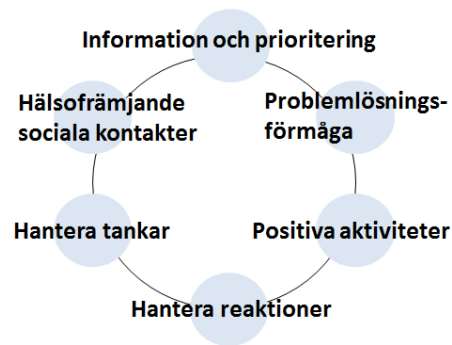 Information och prioritering
Problemlösnings-
förmåga
Positiva aktiviteter
Hantera reaktioner
Hantera tankar
Hälsofrämjande
sociala kontakter